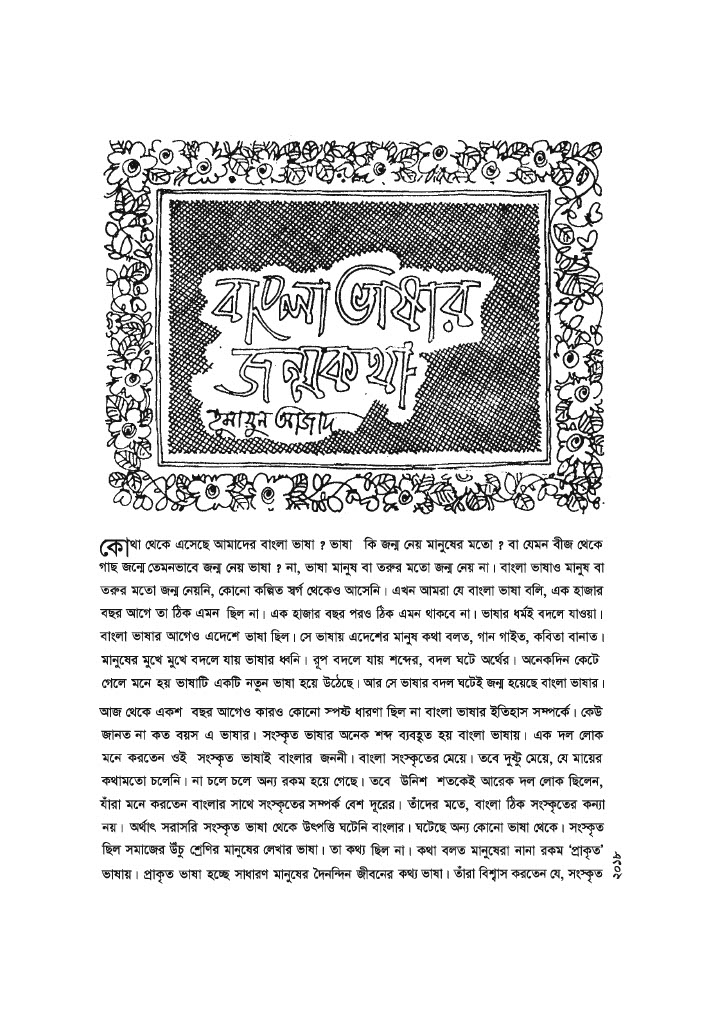 বাংলা ভাষার
জন্মকথা
হুমায়ুন আজাদ
কোথা থেকে এসেছে আমাদের বাংলা ভাষা ? ভাষা কি জন্ম নেয় মানুষের মতো ? বা যেমন বীজ থেকে
গাছ জন্মে তেমনভাবে জন্ম নেয় ভাষা ? না, ভাষা মানুষ বা তরুর মতো জন্ম নেয় না। বাংলা ভাষাও মানুষ বা
তরুর মতো জন্ম নেয়নি, কোনো কল্পিত স্বর্গ থেকেও আসেনি। এখন আমরা যে বাংলা ভাষা বলি, এক হাজার
বছর আগে তা ঠিক এমন ছিল না। এক হাজার বছর পরও ঠিক এমন থাকবে না। ভাষার ধর্মই বদলে যাওয়া।
বাংলা ভাষার আগেও এদেশে ভাষা ছিল। সে ভাষায় এদেশের মানুষ কথা বলত, গান গাইত, কবিতা বানাত।
মানুষের মুখে মুখে বদলে যায় ভাষার ধ্বনি। রূপ বদলে যায় শব্দের, বদল ঘটে অর্থের। অনেকদিন কেটে
গেলে মনে হয় ভাষাটি একটি নতুন ভাষা হয়ে উঠেছে। আর সে ভাষার বদল ঘটেই জন্ম হয়েছে বাংলা ভাষার।
আজ থেকে একশ বছর আগেও কারও কোনো স্পষ্ট ধারণা ছিল না বাংলা ভাষার ইতিহাস সম্পর্কে। কেউ
জানত না কত বয়স এ ভাষার। সংস্কৃত ভাষার অনেক শব্দ ব্যবহৃত হয় বাংলা ভাষায়। এক দল লোক
মনে করতেন ওই সংস্কৃত ভাষাই বাংলার জননী। বাংলা সংস্কৃতের মেয়ে। তবে দুষ্টু মেয়ে, যে মায়ের
কথামতো চলেনি। না চলে চলে অন্য রকম হয়ে গেছে। তবে উনিশ শতকেই আরেক দল লোক ছিলেন,
যাঁরা মনে করতেন বাংলার সাথে সংস্কৃতের সম্পর্ক বেশ দূরের। তাঁদের মতে, বাংলা ঠিক সংস্কৃতের কন্যা
নয়। অর্থাৎ সরাসরি সংস্কৃত ভাষা থেকে উৎপত্তি ঘটেনি বাংলার। ঘটেছে অন্য কোনো ভাষা থেকে। সংস্কৃত
ছিল সমাজের উঁচু শ্রেণির মানুষের লেখার ভাষা। তা কথ্য ছিল না। কথা বলত মানুষেরা নানা রকম ‘প্রাকৃত’
ভাষায়। প্রাকৃত ভাষা হচ্ছে সাধারণ মানুষের দৈনন্দিন জীবনের কথ্য ভাষা। তাঁরা বিশ্বাস করতেন যে, সংস্কৃত
২০১৮